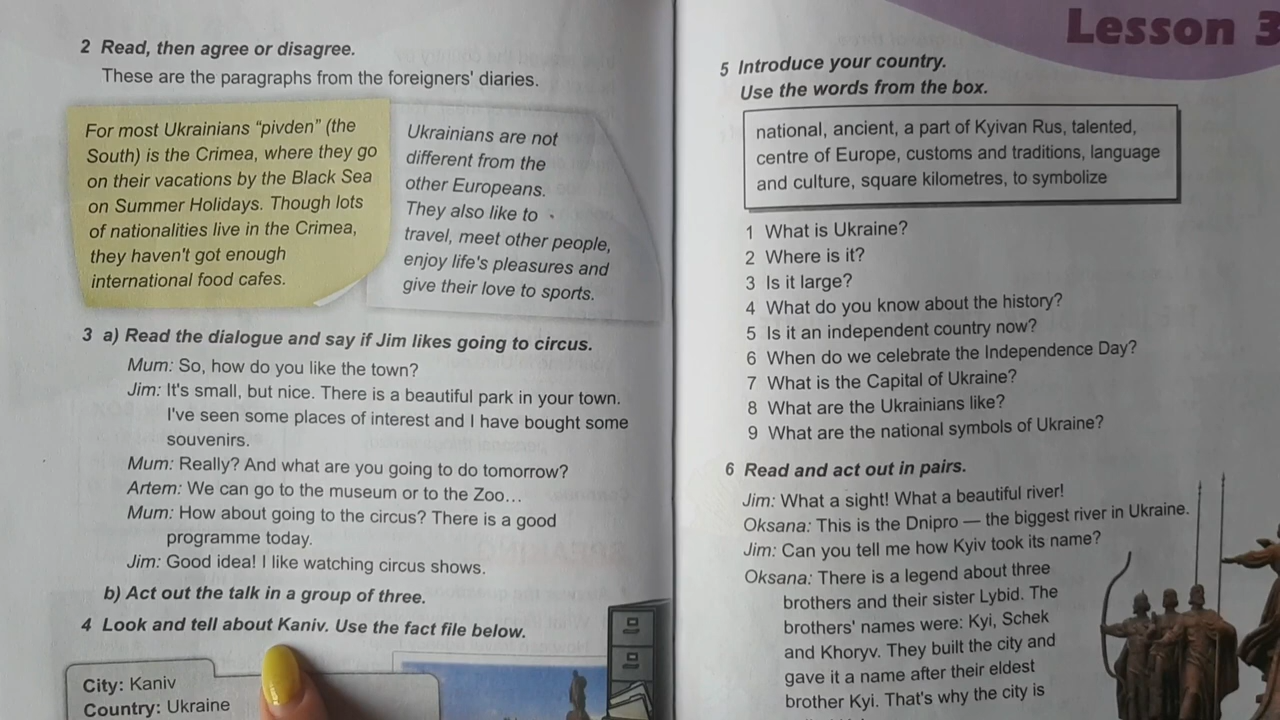 2 Read, then agree or disagree.
These are the paragraphs from the foreigners' diaries.
For most Ukrainians “pivden” (the
South) is the Crimea, where they go
on their vacations by the Black Sea
on Summer Holidays. Though lots
of nationalities live in the Crimea,
they haven't got enough
international food cafes.
Ukrainians are not
different from the
other Europeans.
They also like to
travel, meet other people,
enjoy life's pleasures and
give their love to sports.
3 a) Read the dialogue and say if Jim likes going to circus.
Mum: So, how do you like the town?
Jim: It's small, but nice. There is a beautiful park in your town.
I've seen some places of interest and I have bought some
souvenirs.
Mum: Really? And what are you going to do tomorrow?
Artem: We can go to the museum or to the Zoo…
Mum: How about going to the circus? There is a good
programme today.
Jim: Good idea! I like watching circus shows.
b) Act out the talk in a group of three.
4 Look and tell about Kaniv. Use the fact file below.
City: Kaniv
Country: Ukraine
Lesson 3
5 Introduce your country.
Use the words from the box.
national, ancient, a part of Kyivan Rus, talented,
centre of Europe, customs and traditions, language
and culture, square kilometres, to symbolize
1 What is Ukraine?
2 Where is it?
3 Is it large?
4 What do you know about the history?
5 Is it an independent country now?
6 When do we celebrate the Independence Day?
7 What is the Capital of Ukraine?
8 What are the Ukrainians like?
9 What are the national symbols of Ukraine?
6 Read and act out in pairs.
Jim: What a sight! What a beautiful river!
Oksana: This is the Dnipro — the biggest river in Ukraine.
Jim: Can you tell me how Kyiv took its name?
Oksana: There is a legend about three
brothers and their sister Lybid. The
brothers' names were: Kyi, Schek
and Khoryv. They built the city and
gave it a name after their eldest
brother Kyi. That's why the city is